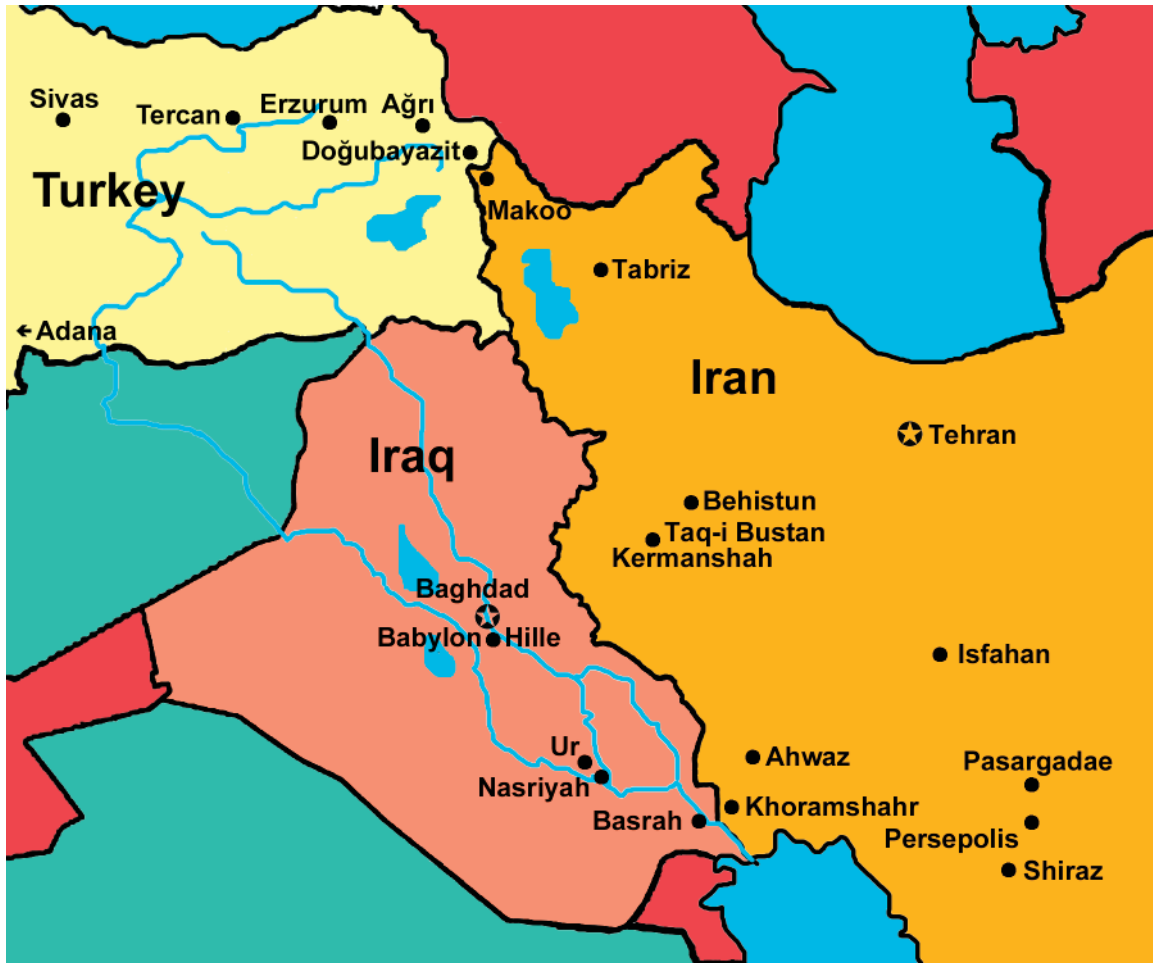 Sivas
Tercan
Erzurum
Ağrı
Doğubayazit
Turkey
Makoo
Tabriz
← Adana
Iran
Tehran
Iraq
Behistun
Taq-i Bustan
Kermanshah
Baghdad
Babylon
Hille
Isfahan
Ur
Ahwaz
Pasargadae
Nasriyah
Khoramshahr
Basrah
Persepolis
Shiraz